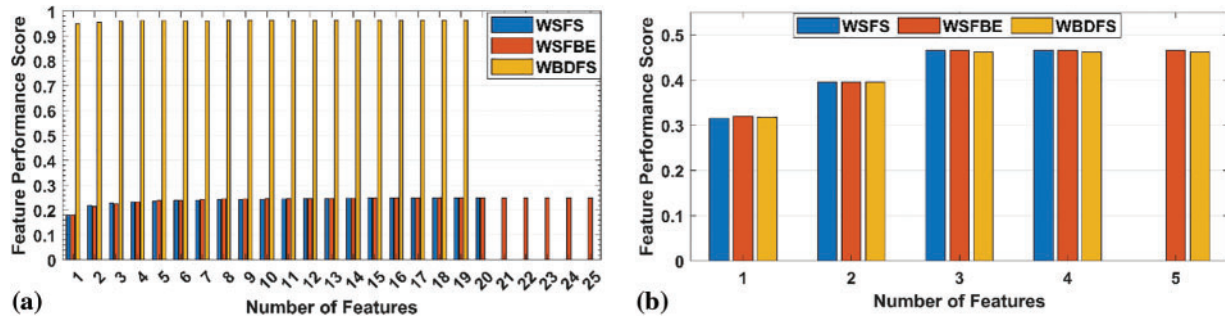 1
0.9
0.8
0.7
0.6
0.5
0.4
0.3
0.2
0.1
0
Feature Performance Score
WSFS
WSFBE
WBDFS
1 2 3 4 5 6 7 8 9 10 11 12 13 14 15 16 17 18 19 20 21 22 23 24 25
Number of Features
(a)
0.5
0.4
0.3
0.2
0.1
0
Feature Performance Score
WSFS WSFBE WBDFS
1 2 3 4 5
Number of Features
(b)